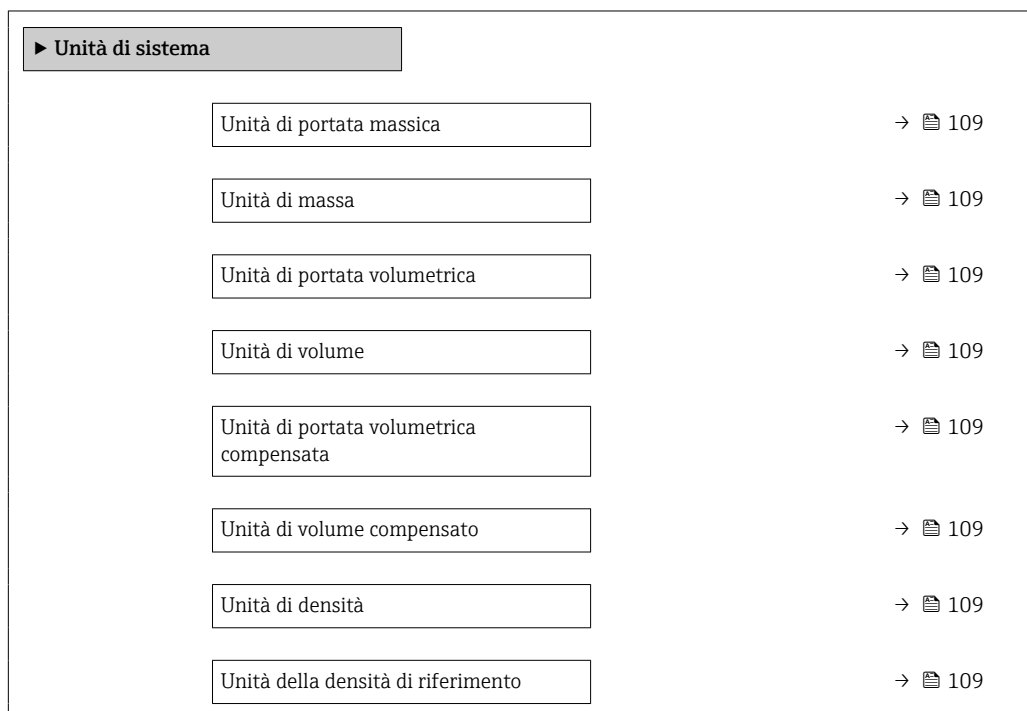 ▶ Unità di sistema
Unità di portata massica → 109
Unità di massa → 109
Unità di portata volumetrica → 109
Unità di volume → 109
Unità di portata volumetrica → 109
compensata
Unità di volume compensato → 109
Unità di densità → 109
Unità della densità di riferimento → 109